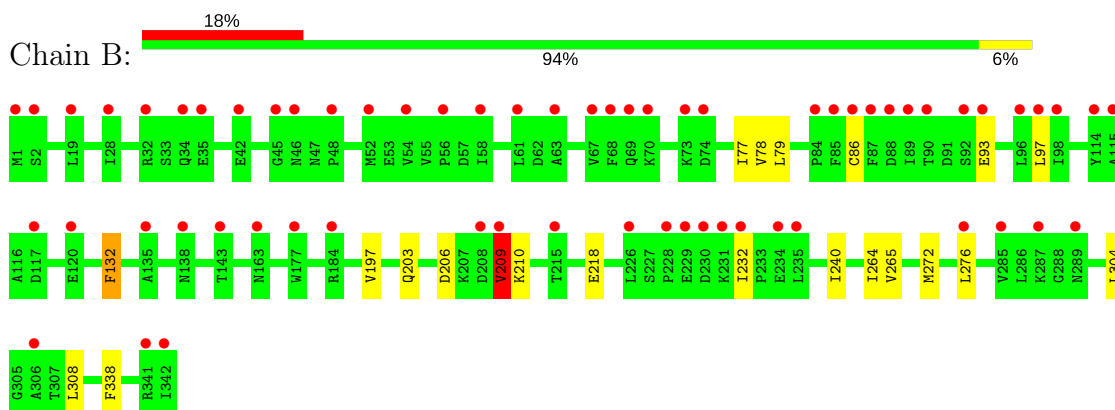 18%
Chain B:
94%
6%
M1 S2 L19 I28 R32 S33 Q34 E35 E42 G45 N46 N47 P48 M52 E53 V54 V55 P56 D57 I58 L61 D62 A63 V67 F68 Q69 K70 K73 D74 I77 V78 L79 P84 F85 C86 F87 D88 I89 T90 D91 S92 E93 L96 L97 I98 Y114 A115
A116 D117 E120 F132 A135 N138 T143 N163 W177 R184 V197 Q203 D206 K207 D208 V209 K210 T215 E218 L226 S227 P228 E229 D230 K231 I232 P233 E234 L235 I240 I264 V265 M272 L276 V285 L286 K287 G288 N289 L304
G305 A306 T307 L308 F338 R341 I342